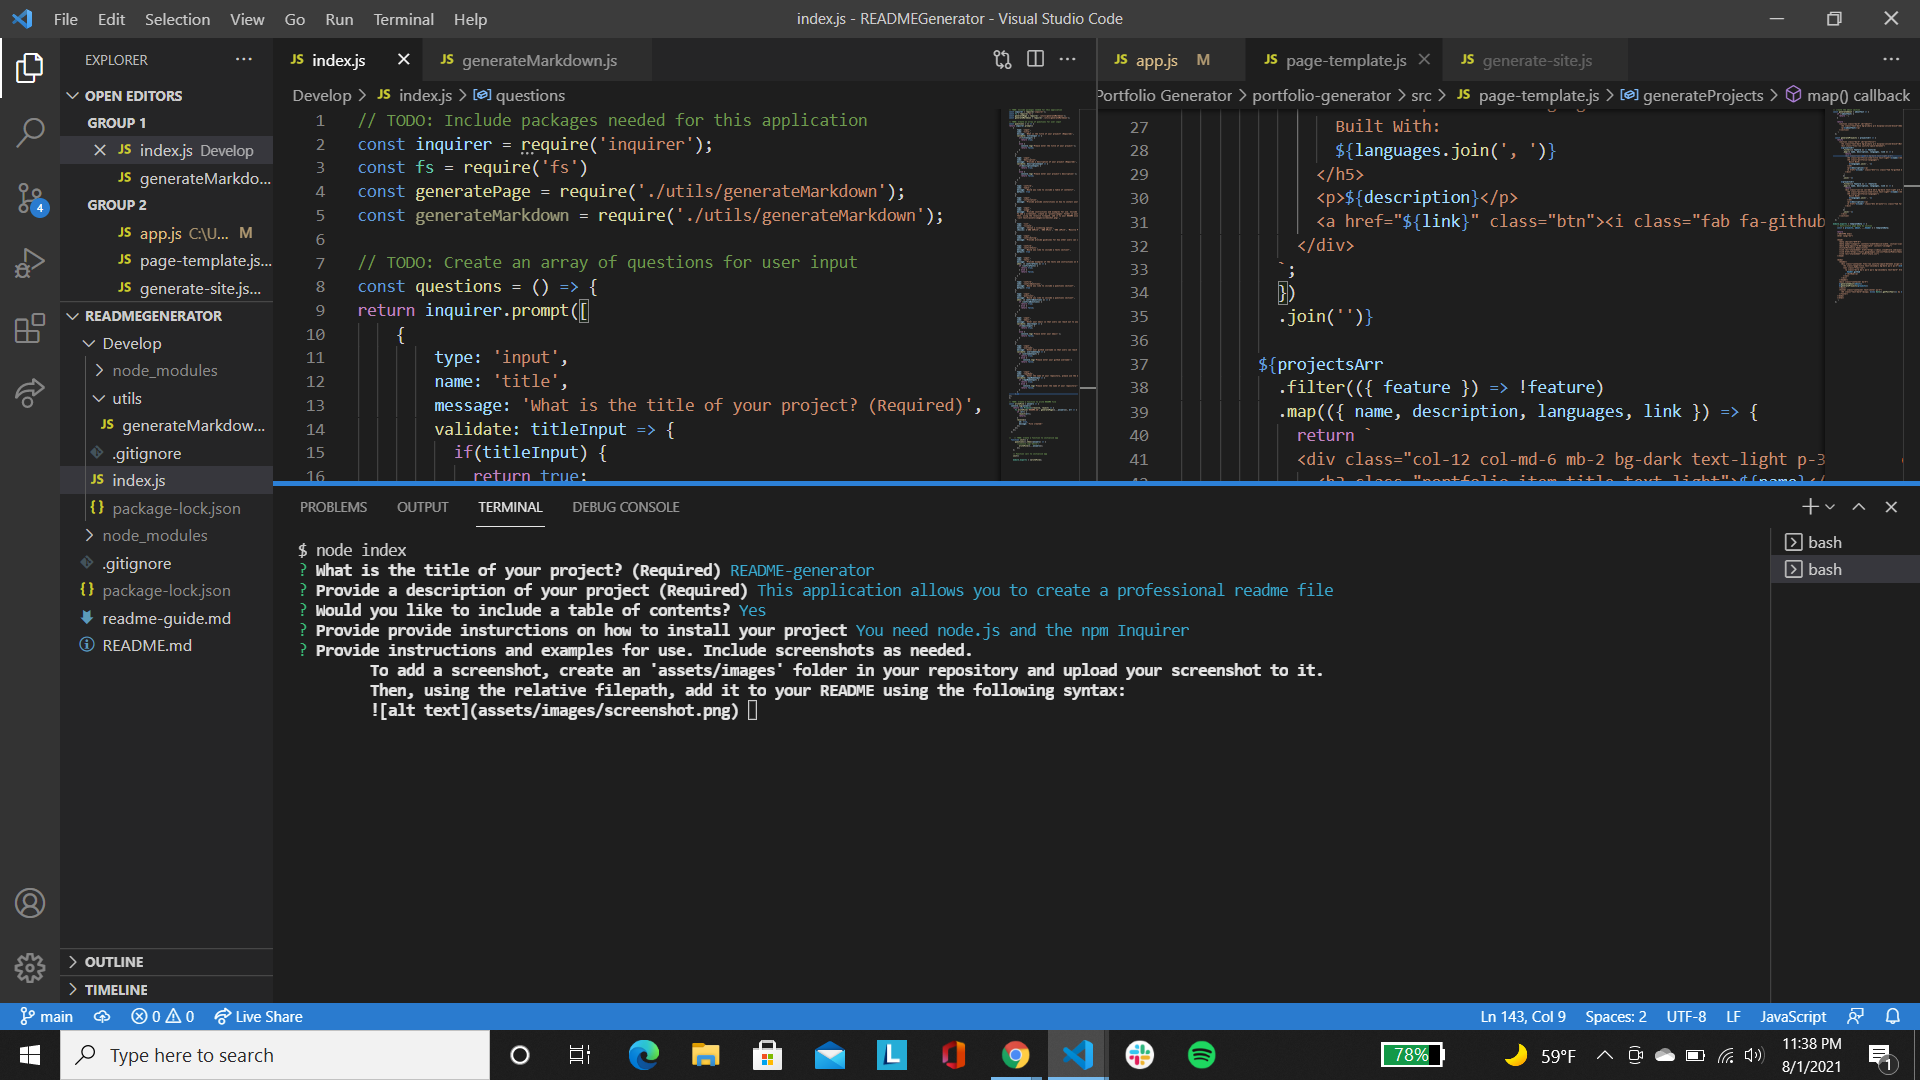 File Edit Selection View Go Run Terminal Help
index.js - READMEGenerator - Visual Studio Code
EXPLORER
OPEN EDITORS
GROUP 1
JS index.js Develop
JS generateMarkdo...
GROUP 2
JS app.js C:\U... M
JS page-template.js...
JS generate-site.js...
READMEGENERATOR
Develop
node_modules
utils
JS generateMarkdow...
.gitignore
JS index.js
{} package-lock.json
node_modules
.gitignore
{} package-lock.json
readme-guide.md
README.md
OUTLINE
TIMELINE
4
JS index.js
JS generateMarkdown.js
Develop > JS index.js > questions
1 // TODO: Include packages needed for this application
2 const inquirer = require('inquirer');
3 const fs = require('fs')
4 const generatePage = require('./utils/generateMarkdown');
5 const generateMarkdown = require('./utils/generateMarkdown');
6
7 // TODO: Create an array of questions for user input
8 const questions = () => {
9 return inquirer.prompt([
10 {
11 type: 'input',
12 name: 'title',
13 message: 'What is the title of your project? (Required)',
14 validate: titleInput => {
15 if(titleInput) {
16 return true;
JS app.js M
JS page-template.js
JS generate-site.js
Portfolio Generator > portfolio-generator > src > JS page-template.js > generateProjects > map() callback
27 Built With:
28 ${languages.join(', ')}
29 </h5>
30 <p>${description}</p>
31 <a href="${link}" class="btn"><i class="fab fa-github
32 </div>
33 `;
34 })
35 .join('')}
36
37 ${projectsArr
38 .filter(({ feature }) => !feature)
39 .map(({ name, description, languages, link }) => {
40 return `
41 <div class="col-12 col-md-6 mb-2 bg-dark text-light p-3
PROBLEMS OUTPUT TERMINAL DEBUG CONSOLE
$ node index
? What is the title of your project? (Required) README-generator
? Provide a description of your project (Required) This application allows you to create a professional readme file
? Would you like to include a table of contents? Yes
? Provide provide insturctions on how to install your project You need node.js and the npm Inquirer
? Provide instructions and examples for use. Include screenshots as needed.
To add a screenshot, create an 'assets/images' folder in your repository and upload your screenshot to it.
Then, using the relative filepath, add it to your README using the following syntax:
![alt text](assets/images/screenshot.png)
bash
bash
main 0 0 Live Share
Ln 143, Col 9 Spaces: 2 UTF-8 LF JavaScript
Type here to search
L
78%
59°F
11:38 PM
8/1/2021
1